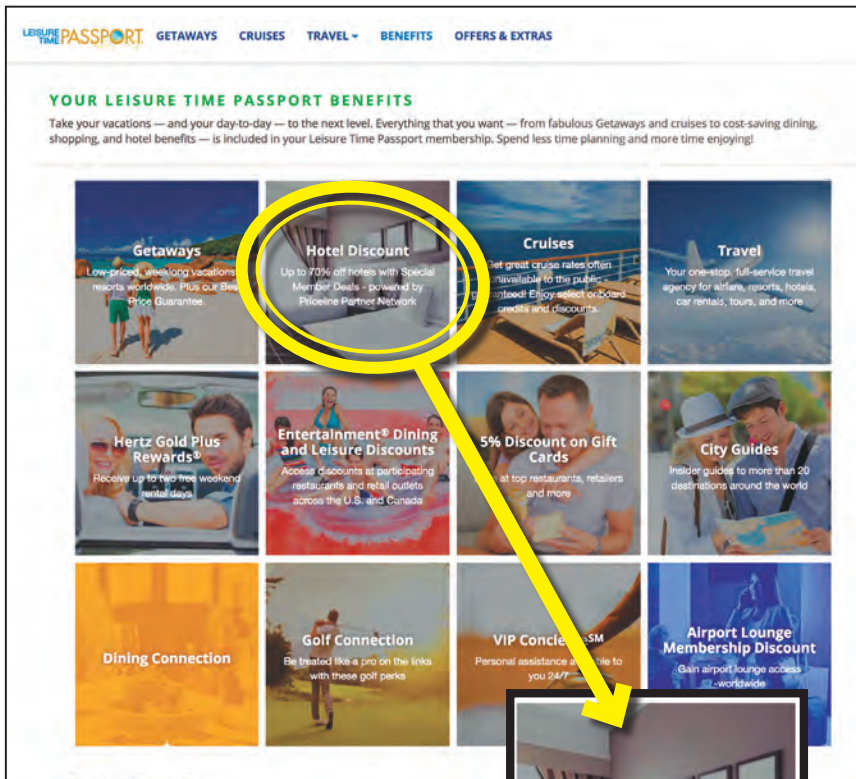 LEISURE TIME PASSPORT. GETAWAYS CRUISES TRAVEL BENEFITS OFFERS & EXTRAS
YOUR LEISURE TIME PASSPORT BENEFITS
Take your vacations — and your day-to-day — to the next level. Everything that you want — from fabulous Getaways and cruises to cost-saving dining,
shopping, and hotel benefits — is included in your Leisure Time Passport membership. Spend less time planning and more time enjoying!
Getaways
Low-priced, weeklong vacations
resorts worldwide. Plus our Best
Price Guarantee.
Hotel Discount
Up to 70% off hotels with Special
Member Deals - powered by
Priceline Partner Network
Cruises
Get great cruise rates often
unavailable to the public -
guaranteed! Enjoy select onboard
credits and discounts.
Travel
Your one-stop, full-service travel
agency for airfare, resorts, hotels,
car rentals, tours, and more
Hertz Gold Plus
Rewards®
Receive up to two free weekend
rental days
Entertainment® Dining
and Leisure Discounts
Access discounts at participating
restaurants and retail outlets
across the U.S. and Canada
5% Discount on Gift
Cards
at top restaurants, retailers
and more
City Guides
Insider guides to more than 20
destinations around the world
Dining Connection
Golf Connection
Be treated like a pro on the links
with these golf perks
VIP Concie SM
Personal assistance available to
you 24/7
Airport Lounge
Membership Discount
Gain airport lounge access
-worldwide